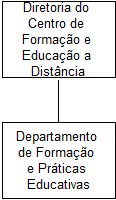 Diretoria do
Centro de
Formação e
Educação a
Distância
Departamento
de Formação
e Práticas
Educativas